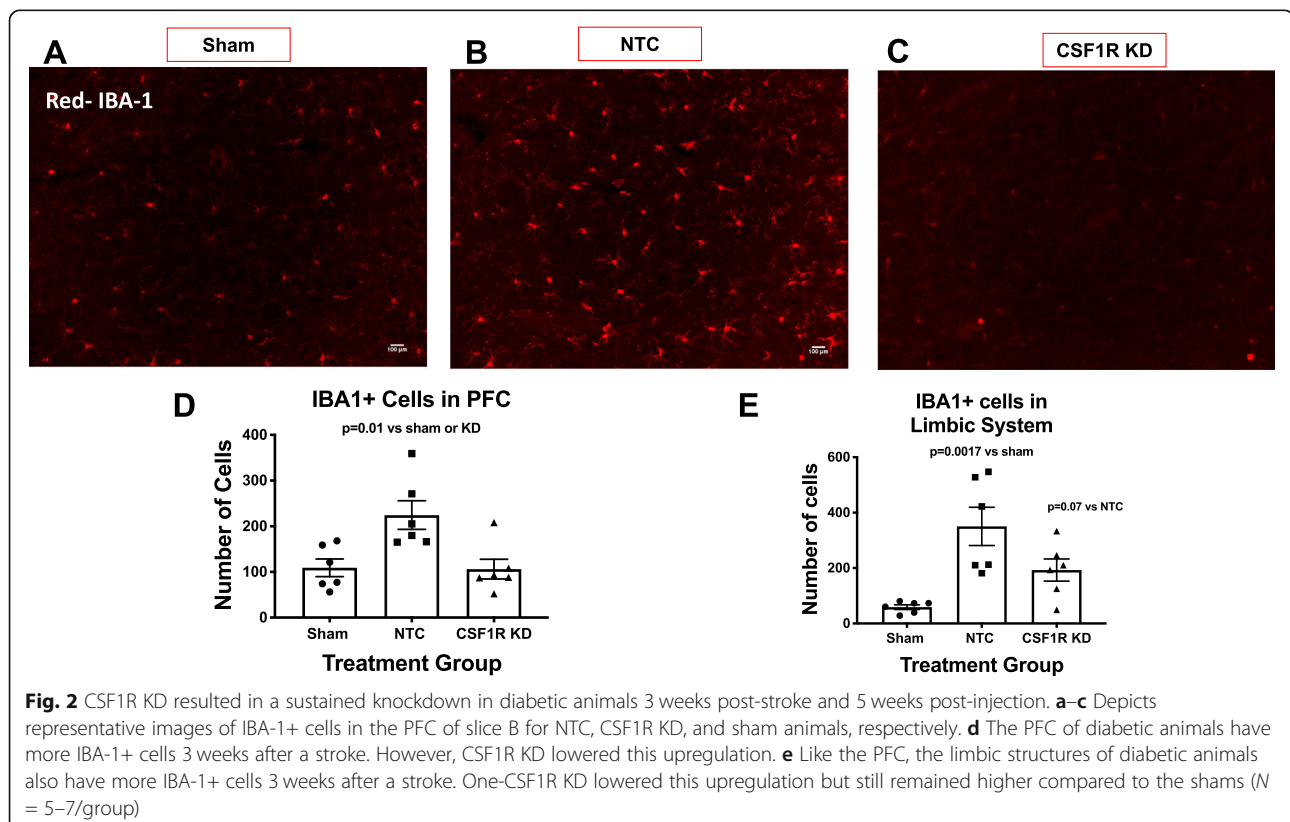 A
Sham
B
NTC
C
CSF1R KD
Red- IBA-1
100 µm
100 µm
D
IBA1+ Cells in PFC
p=0.01 vs sham or KD
Number of Cells
400
300
200
100
0
Sham
NTC
CSF1R KD
Treatment Group
E
IBA1+ cells in
Limbic System
p=0.0017 vs sham
p=0.07 vs NTC
Number of cells
600
400
200
0
Sham
NTC
CSF1R KD
Treatment Group
Fig. 2 CSF1R KD resulted in a sustained knockdown in diabetic animals 3 weeks post-stroke and 5 weeks post-injection. a–c Depicts
representative images of IBA-1+ cells in the PFC of slice B for NTC, CSF1R KD, and sham animals, respectively. d The PFC of diabetic animals have
more IBA-1+ cells 3 weeks after a stroke. However, CSF1R KD lowered this upregulation. e Like the PFC, the limbic structures of diabetic animals
also have more IBA-1+ cells 3 weeks after a stroke. One-CSF1R KD lowered this upregulation but still remained higher compared to the shams (N
= 5–7/group)